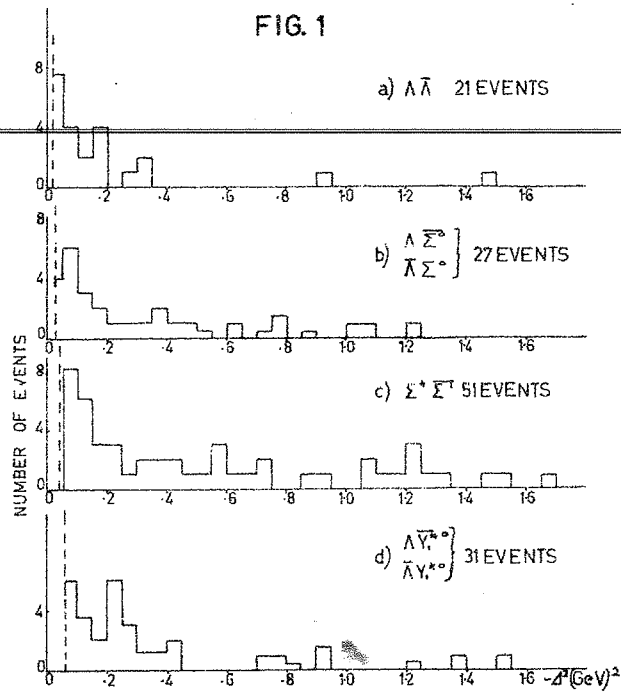 FIG. 1
a) Λ Λ̄ 21 EVENTS
8
4
0
0 .2 .4 .6 .8 1·0 1·2 1·4 1·6
b) Λ Σ̄° } 27 EVENTS
Λ̄ Σ°
8
4
0
0 .2 .4 .6 .8 1·0 1·2 1·4 1·6
c) Σ⁺ Σ̄⁺ 51 EVENTS
8
4
0
0 .2 .4 .6 .8 1·0 1·2 1·4 1·6
d) Λ Ȳ₁*° } 31 EVENTS
Λ̄ Y₁*°
4
0
0 .2 .4 .6 .8 1·0 1·2 1·4 1·6 -Δ²(GeV)²
NUMBER OF EVENTS